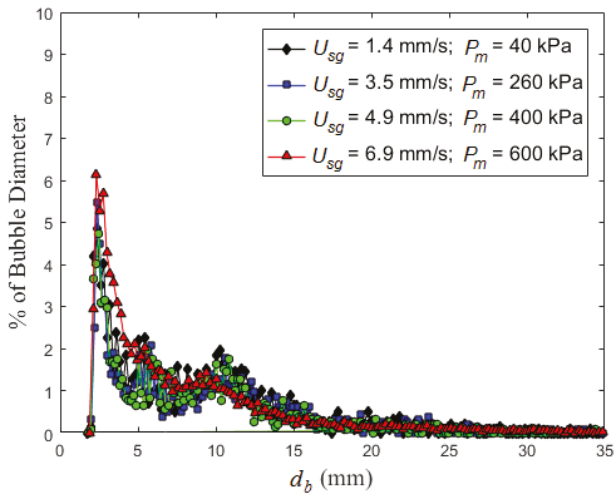 % of Bubble Diameter
10
9
8
7
6
5
4
3
2
1
0
U_sg = 1.4 mm/s; P_m = 40 kPa
U_sg = 3.5 mm/s; P_m = 260 kPa
U_sg = 4.9 mm/s; P_m = 400 kPa
U_sg = 6.9 mm/s; P_m = 600 kPa
0 5 10 15 20 25 30 35
d_b (mm)